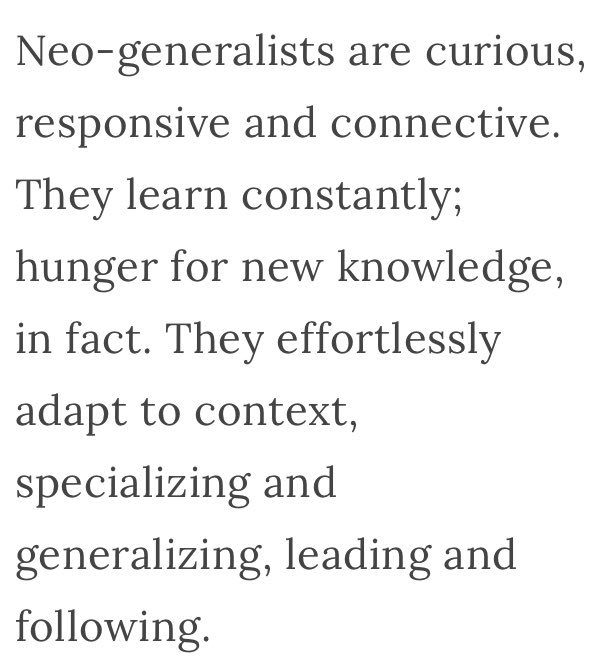 Neo-generalists are curious,
responsive and connective.
They learn constantly;
hunger for new knowledge,
in fact. They effortlessly
adapt to context,
specializing and
generalizing, leading and
following.